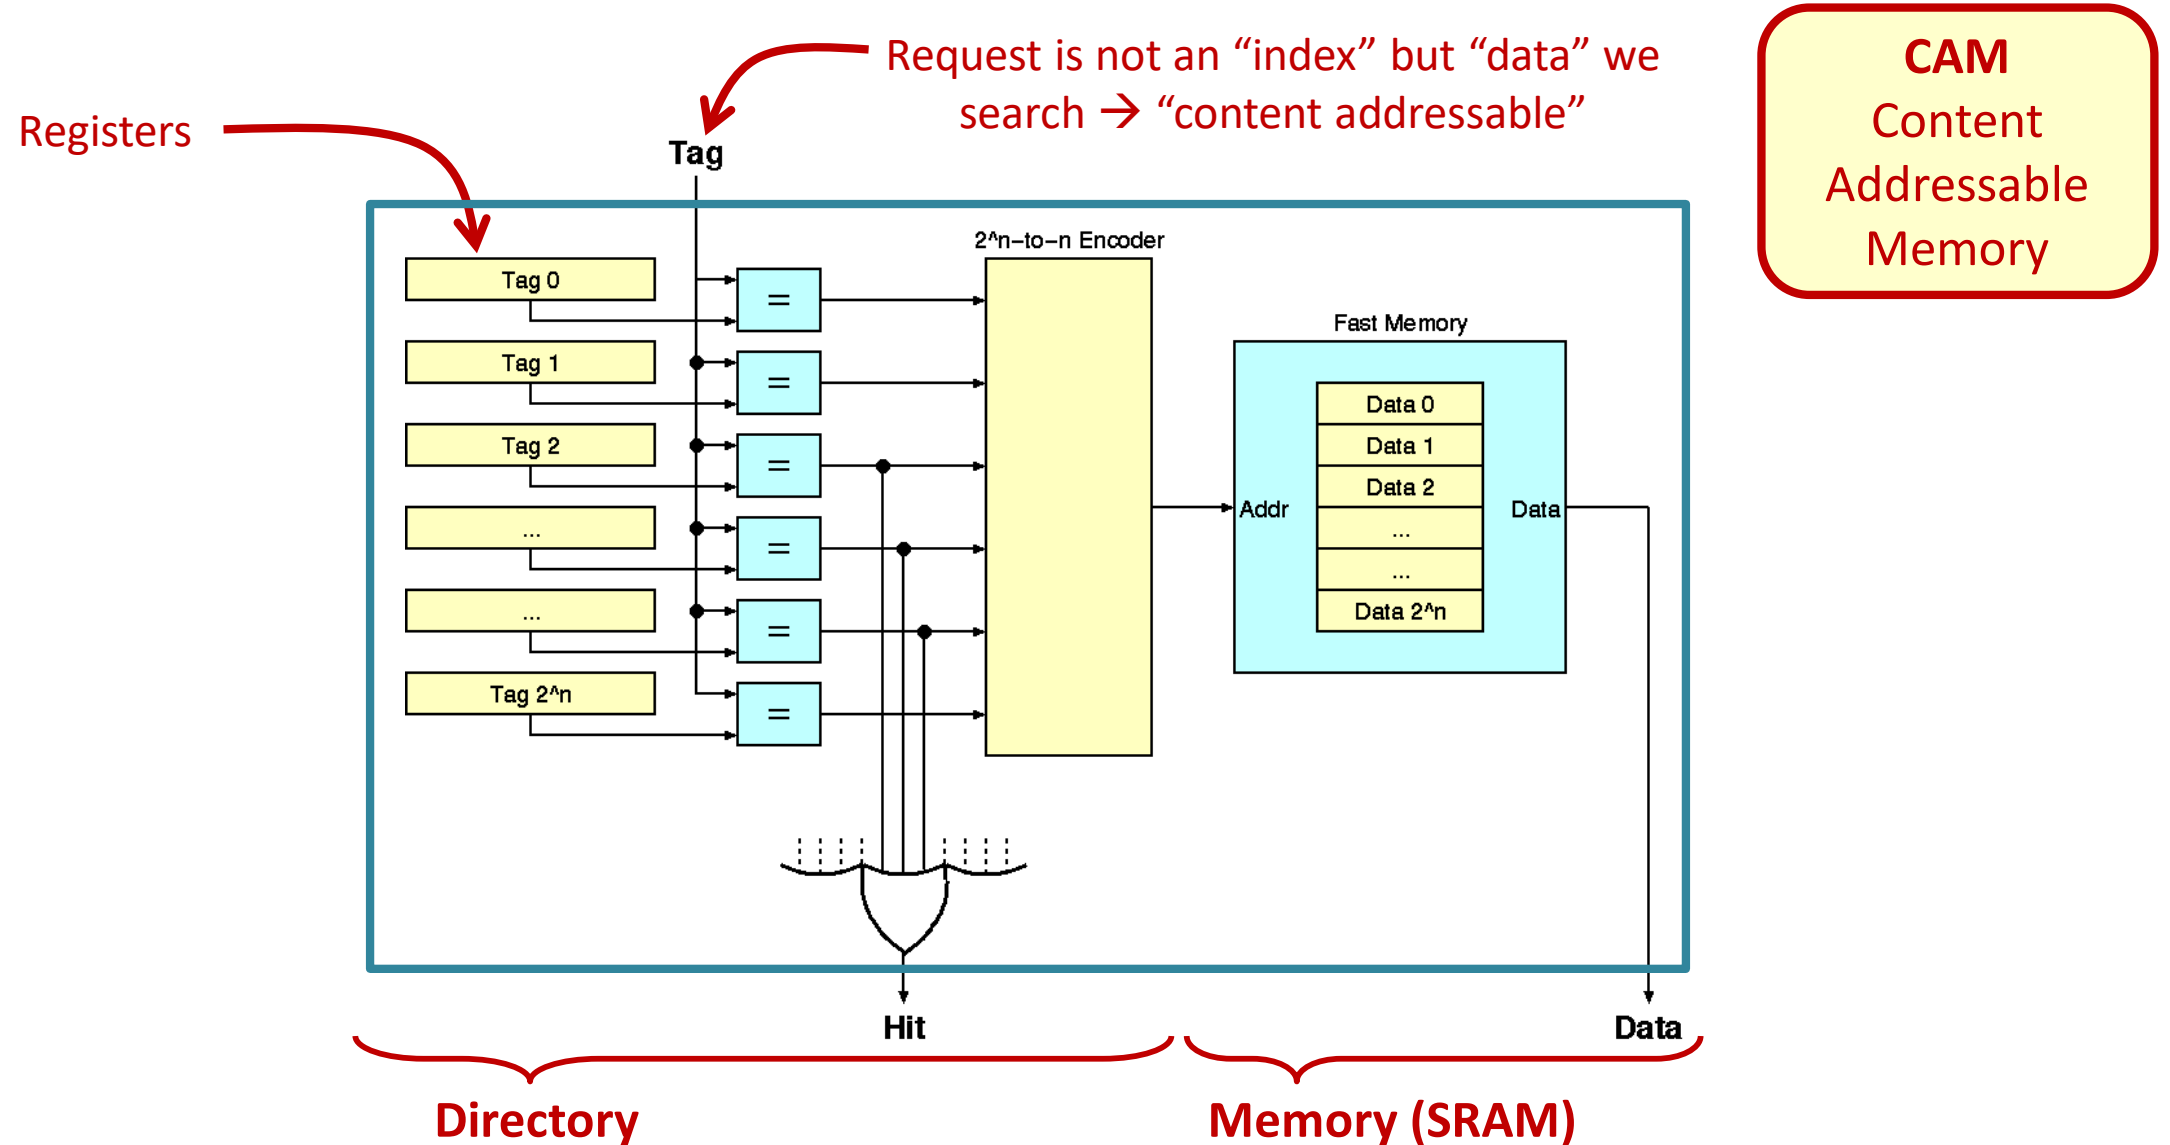 Request is not an “index” but “data” we
search → “content addressable”
CAM
Content
Addressable
Memory
Registers
Tag
2^n-to-n Encoder
Tag 0
=
Tag 1
=
Tag 2
=
...
=
...
=
Tag 2^n
=
Fast Memory
Data 0
Data 1
Data 2
...
...
Data 2^n
Addr
Data
Hit
Data
Directory
Memory (SRAM)